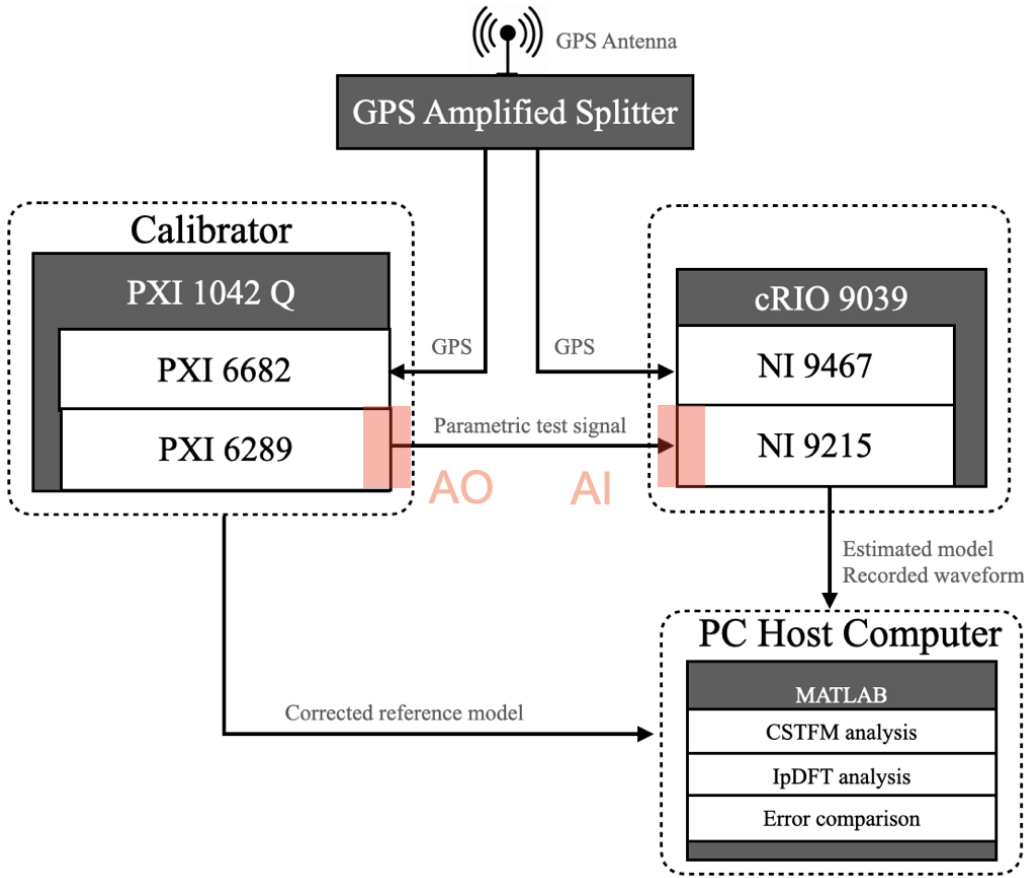 GPS Antenna
GPS Amplified Splitter
Calibrator
PXI 1042 Q
cRIO 9039
PXI 6682
GPS
GPS
NI 9467
PXI 6289
Parametric test signal
NI 9215
AO
AI
Estimated model
Recorded waveform
PC Host Computer
MATLAB
Corrected reference model
CSTFM analysis
IpDFT analysis
Error comparison